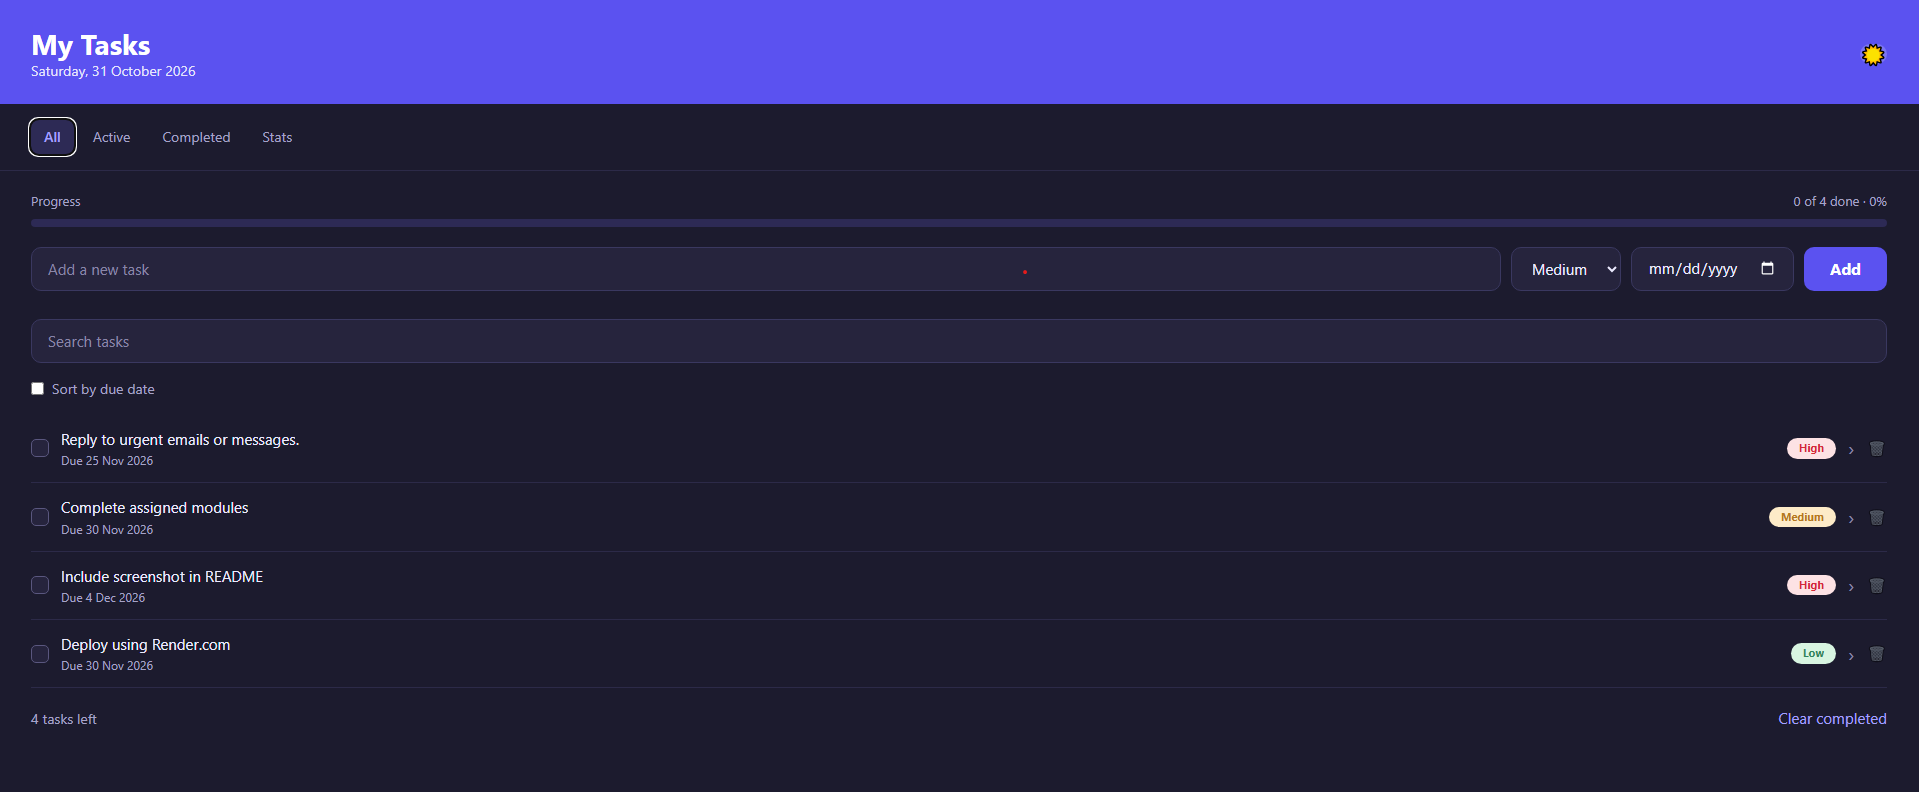 My Tasks
Saturday, 31 October 2026
All Active Completed Stats
Progress 0 of 4 done · 0%
Add a new task Medium mm/dd/yyyy Add
Search tasks
Sort by due date
Reply to urgent emails or messages.
Due 25 Nov 2026
High
Complete assigned modules
Due 30 Nov 2026
Medium
Include screenshot in README
Due 4 Dec 2026
High
Deploy using Render.com
Due 30 Nov 2026
Low
4 tasks left Clear completed